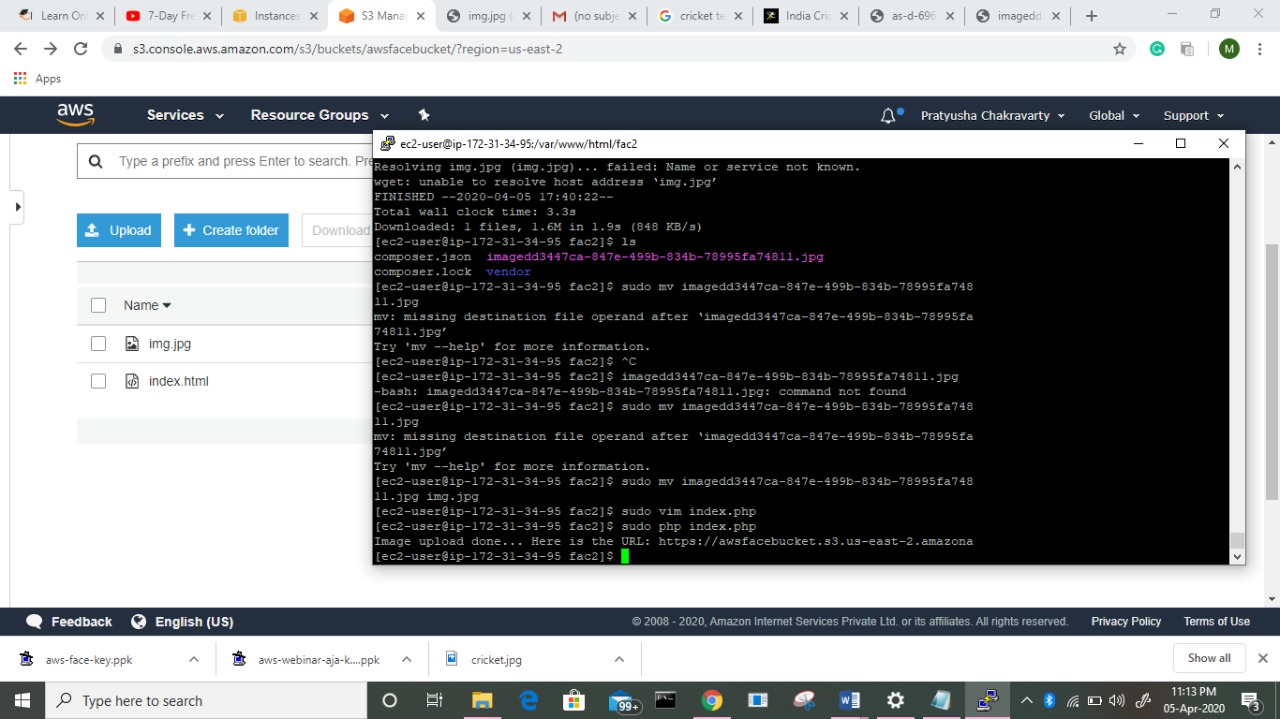 Learn On
7-Day Fre
Instances
S3 Mana
img.jpg (
(no subje
cricket te
India Cri
as-d-696
imagedd
s3.console.aws.amazon.com/s3/buckets/awsfacebucket/?region=us-east-2
M
Apps
aws
Services
Resource Groups
Pratyusha Chakravarty
Global
Support
Type a prefix and press Enter to search. Pre
Upload
Create folder
Download
Name
img.jpg
index.html
ec2-user@ip-172-31-34-95:/var/www/html/fac2
Resolving img.jpg (img.jpg)... failed: Name or service not known.
wget: unable to resolve host address ‘img.jpg’
FINISHED --2020-04-05 17:40:22--
Total wall clock time: 3.3s
Downloaded: 1 files, 1.6M in 1.9s (848 KB/s)
[ec2-user@ip-172-31-34-95 fac2]$ ls
composer.json imagedd3447ca-847e-499b-834b-78995fa74811.jpg
composer.lock vendor
[ec2-user@ip-172-31-34-95 fac2]$ sudo mv imagedd3447ca-847e-499b-834b-78995fa748
11.jpg
mv: missing destination file operand after ‘imagedd3447ca-847e-499b-834b-78995fa
74811.jpg’
Try 'mv --help' for more information.
[ec2-user@ip-172-31-34-95 fac2]$ ^C
[ec2-user@ip-172-31-34-95 fac2]$ imagedd3447ca-847e-499b-834b-78995fa74811.jpg
-bash: imagedd3447ca-847e-499b-834b-78995fa74811.jpg: command not found
[ec2-user@ip-172-31-34-95 fac2]$ sudo mv imagedd3447ca-847e-499b-834b-78995fa748
11.jpg
mv: missing destination file operand after ‘imagedd3447ca-847e-499b-834b-78995fa
74811.jpg’
Try 'mv --help' for more information.
[ec2-user@ip-172-31-34-95 fac2]$ sudo mv imagedd3447ca-847e-499b-834b-78995fa748
11.jpg img.jpg
[ec2-user@ip-172-31-34-95 fac2]$ sudo vim index.php
[ec2-user@ip-172-31-34-95 fac2]$ sudo php index.php
Image upload done... Here is the URL: https://awsfacebucket.s3.us-east-2.amazona
[ec2-user@ip-172-31-34-95 fac2]$
Feedback
English (US)
© 2008 - 2020, Amazon Internet Services Private Ltd. or its affiliates. All rights reserved.
Privacy Policy
Terms of Use
aws-face-key.ppk
aws-webinar-aja-k....ppk
cricket.jpg
Show all
Type here to search
99+
11:13 PM
05-Apr-2020
3